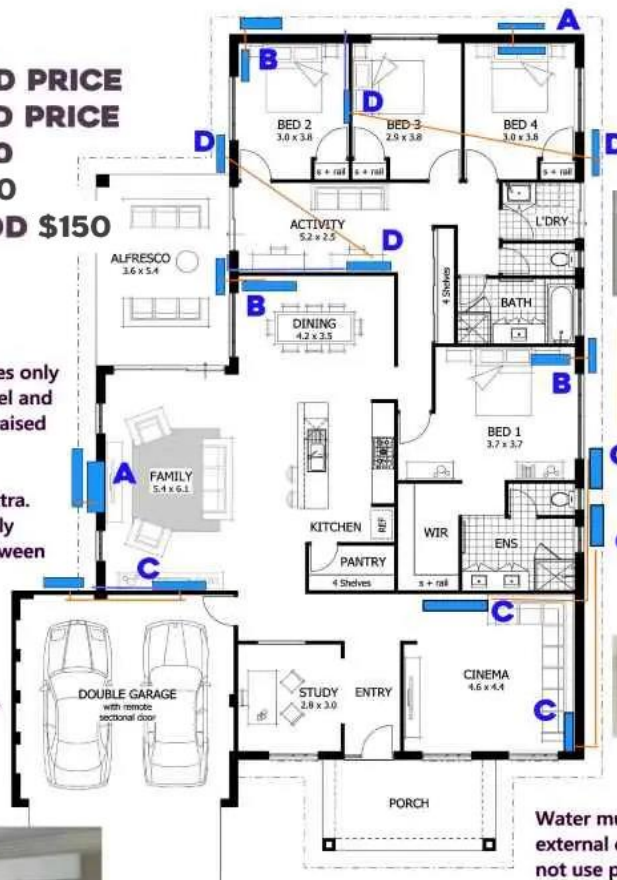 D PRICE
D PRICE
0
0
OD $150
es only
el and
aised
tra.
ly
ween
A
B
BED 2
3.0 x 3.8
D
BED 3
2.9 x 3.8
BED 4
3.0 x 3.8
D
D
s + rail
s + rail
s + rail
ACTIVITY
5.2 x 2.5
L'DRY
ALFRESCO
3.6 x 5.4
D
B
4 Shelves
BATH
DINING
4.2 x 3.5
B
BED 1
3.7 x 3.7
A
FAMILY
5.4 x 6.1
KITCHEN
REF
WIR
ENS
PANTRY
4 Shelves
s + rail
C
C
DOUBLE GARAGE
with remote
sectional door
STUDY
2.8 x 3.0
ENTRY
CINEMA
4.6 x 4.4
C
PORCH
Water mu
external
not use p